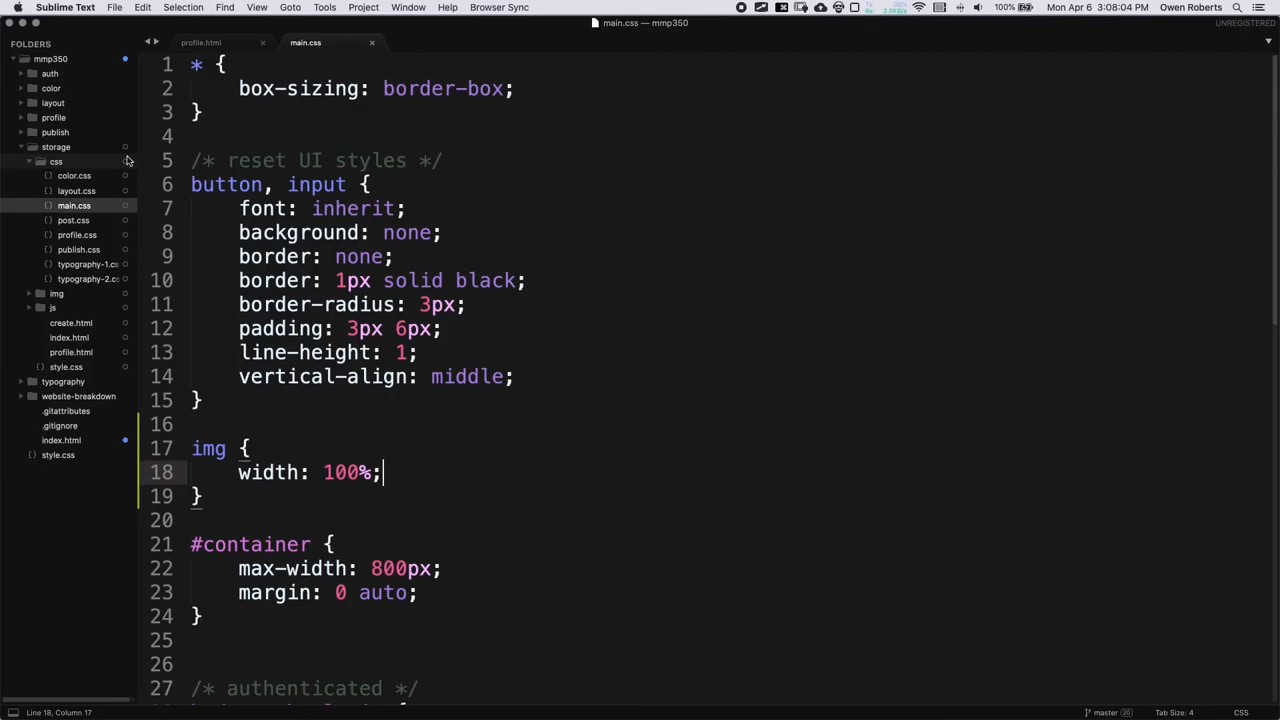 Sublime Text File Edit Selection Find View Goto Tools Project Window Help Browser Sync 100% Mon Apr 6 3:08:04 PM Owen Roberts
main.css — mmp350 UNREGISTERED
FOLDERS
profile.html main.css
mmp350
auth
color
layout
profile
publish
storage
css
color.css
layout.css
main.css
post.css
profile.css
publish.css
typography-1.cs
typography-2.cs
img
js
create.html
index.html
profile.html
style.css
typography
website-breakdown
.gitattributes
.gitignore
index.html
style.css
1 * {
2 box-sizing: border-box;
3 }
4
5 /* reset UI styles */
6 button, input {
7 font: inherit;
8 background: none;
9 border: none;
10 border: 1px solid black;
11 border-radius: 3px;
12 padding: 3px 6px;
13 line-height: 1;
14 vertical-align: middle;
15 }
16
17 img {
18 width: 100%;
19 }
20
21 #container {
22 max-width: 800px;
23 margin: 0 auto;
24 }
25
26
27 /* authenticated */
Line 18, Column 17 master 20 Tab Size: 4 CSS